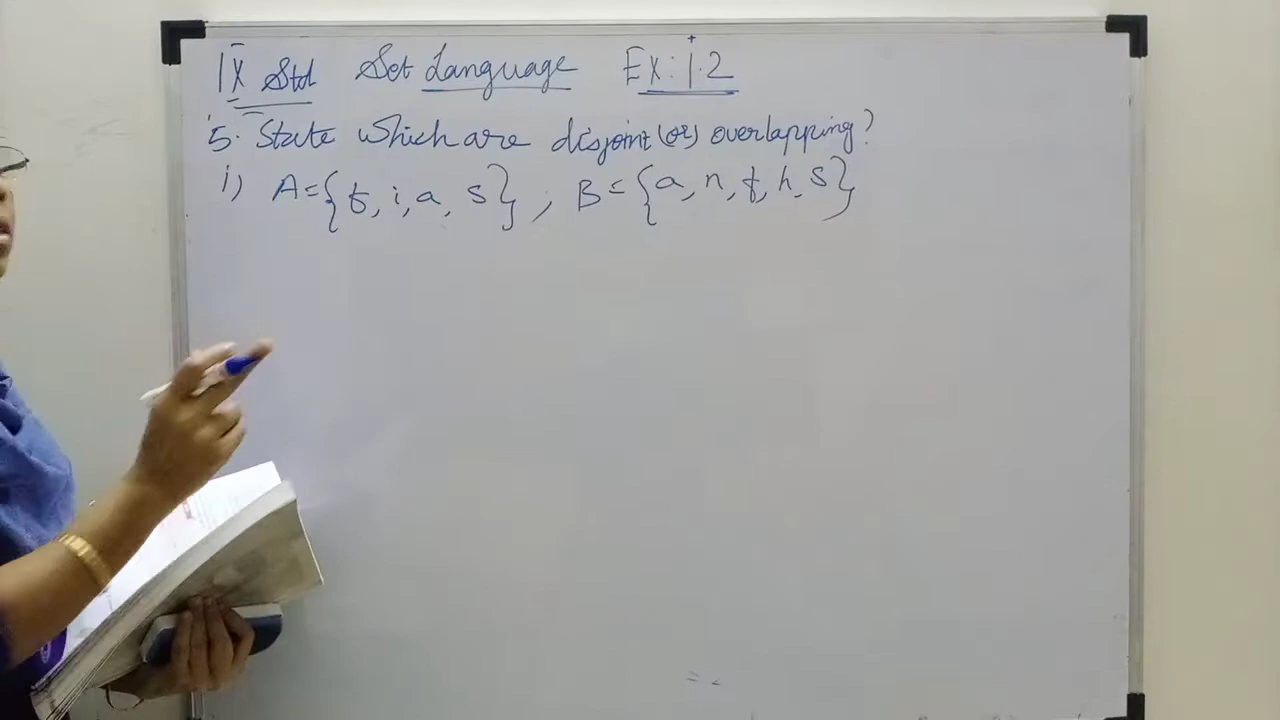 IX Std Set Language Ex: 1.2
5. State which are disjoint (or) overlapping?
i) A={f, i, a, s}, B={a, n, f, h, s}